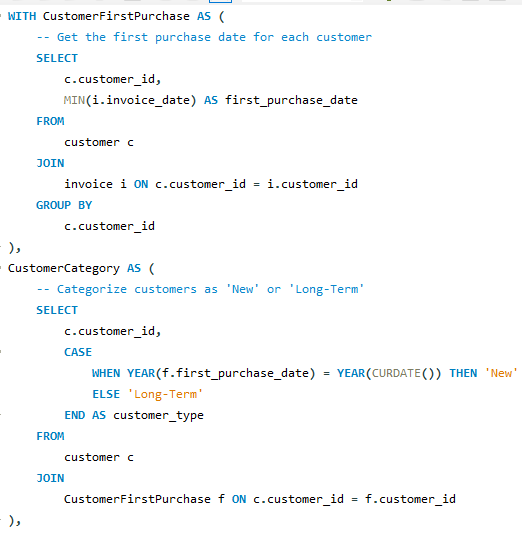 WITH CustomerFirstPurchase AS (
-- Get the first purchase date for each customer
SELECT
c.customer_id,
MIN(i.invoice_date) AS first_purchase_date
FROM
customer c
JOIN
invoice i ON c.customer_id = i.customer_id
GROUP BY
c.customer_id
),
CustomerCategory AS (
-- Categorize customers as 'New' or 'Long-Term'
SELECT
c.customer_id,
CASE
WHEN YEAR(f.first_purchase_date) = YEAR(CURDATE()) THEN 'New'
ELSE 'Long-Term'
END AS customer_type
FROM
customer c
JOIN
CustomerFirstPurchase f ON c.customer_id = f.customer_id
),